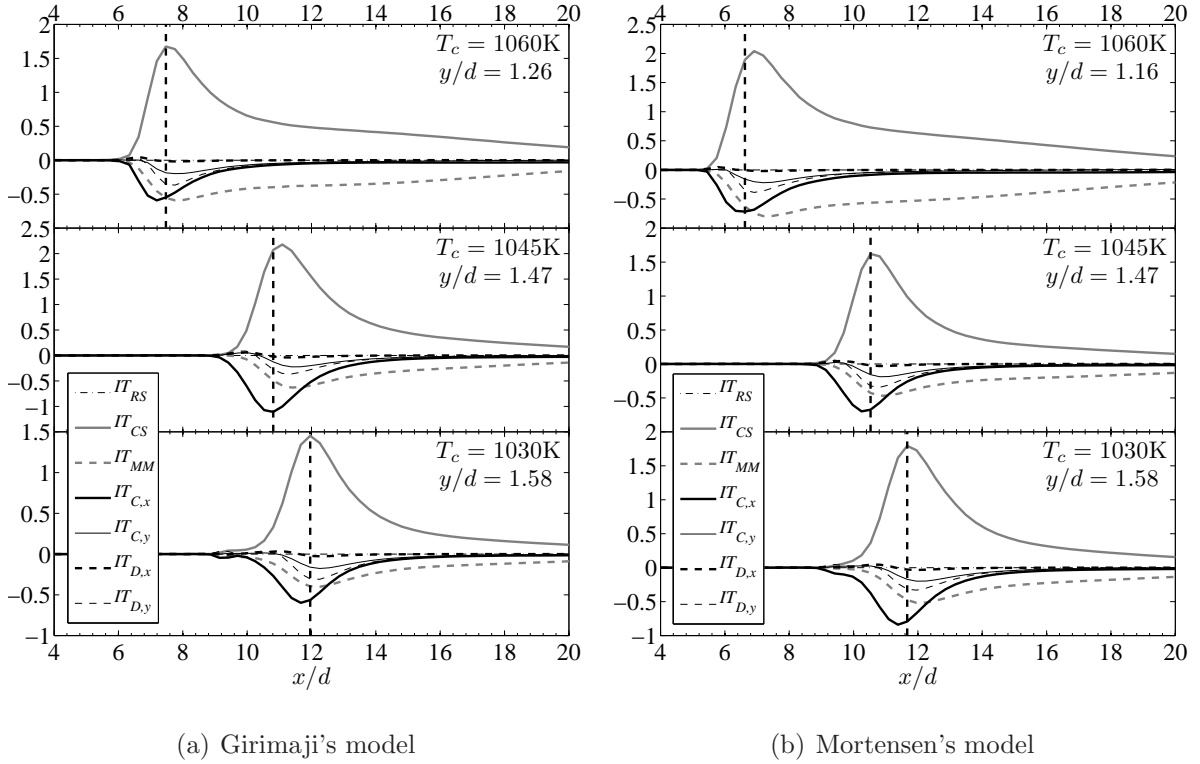 4 6 8 10 12 14 16 18 20
2
1.5
1
0.5
0
−0.5
T_c = 1060K
y/d = 1.26
2.5
2
1.5
1
0.5
0
−0.5
−1
T_c = 1045K
y/d = 1.47
1.5
1
0.5
0
−0.5
−1
T_c = 1030K
y/d = 1.58
IT_RS
IT_CS
IT_MM
IT_C,x
IT_C,y
IT_D,x
IT_D,y
4 6 8 10 12 14 16 18 20
x/d
(a) Girimaji's model
4 6 8 10 12 14 16 18 20
2.5
2
1.5
1
0.5
0
−0.5
T_c = 1060K
y/d = 1.16
2
1.5
1
0.5
0
−0.5
T_c = 1045K
y/d = 1.47
2
1.5
1
0.5
0
−0.5
−1
T_c = 1030K
y/d = 1.58
IT_RS
IT_CS
IT_MM
IT_C,x
IT_C,y
IT_D,x
IT_D,y
4 6 8 10 12 14 16 18 20
x/d
(b) Mortensen's model